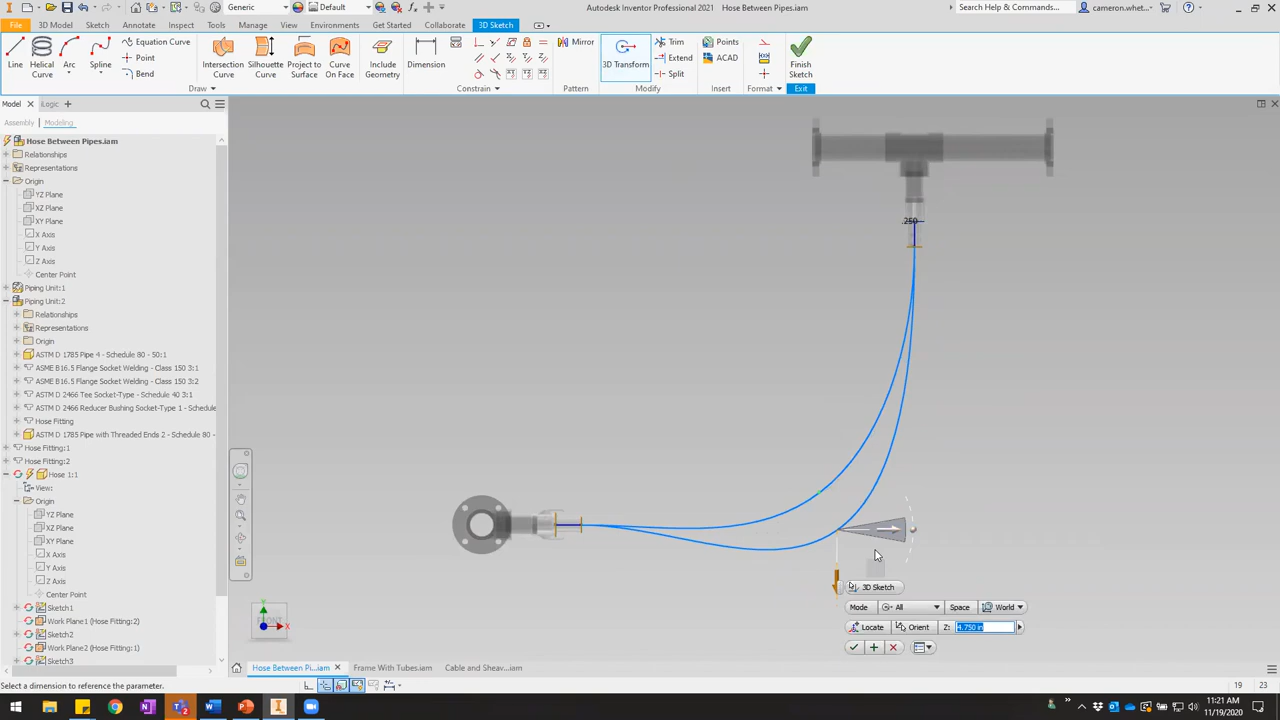 Generic
Default
Autodesk Inventor Professional 2021
Hose Between Pipes.iam
Search Help & Commands...
cameron.whet...
File
3D Model
Sketch
Annotate
Inspect
Tools
Manage
View
Environments
Get Started
Collaborate
3D Sketch
Line
Helical Curve
Arc
Spline
Equation Curve
Point
Bend
Intersection Curve
Silhouette Curve
Project to Surface
Curve On Face
Include Geometry
Dimension
Mirror
3D Transform
Trim
Extend
Split
Points
ACAD
Finish Sketch
Draw
Constrain
Pattern
Modify
Insert
Format
Exit
Model
iLogic
Assembly
Modeling
Hose Between Pipes.iam
Relationships
Representations
Origin
YZ Plane
XZ Plane
XY Plane
X Axis
Y Axis
Z Axis
Center Point
Piping Unit:1
Piping Unit:2
Relationships
Representations
Origin
ASTM D 1785 Pipe 4 - Schedule 80 - 50:1
ASME B16.5 Flange Socket Welding - Class 150 3:1
ASME B16.5 Flange Socket Welding - Class 150 3:2
ASTM D 2466 Tee Socket-Type - Schedule 40 3:1
ASTM D 2466 Reducer Bushing Socket-Type 1 - Schedule
Hose Fitting
ASTM D 1785 Pipe with Threaded Ends 2 - Schedule 80 -
Hose Fitting:1
Hose Fitting:2
Hose 1:1
View:
Origin
YZ Plane
XZ Plane
XY Plane
X Axis
Y Axis
Z Axis
Center Point
Sketch1
Work Plane1 (Hose Fitting:2)
Sketch2
Work Plane2 (Hose Fitting:1)
Sketch3
.250
FRONT
Y
X
3D Sketch
Mode
All
Space
World
Locate
Orient
Z:
4.750 in
Hose Between Pi...iam
Frame With Tubes.iam
Cable and Sheav...iam
Select a dimension to reference the parameter.
19
23
11:21 AM
11/19/2020